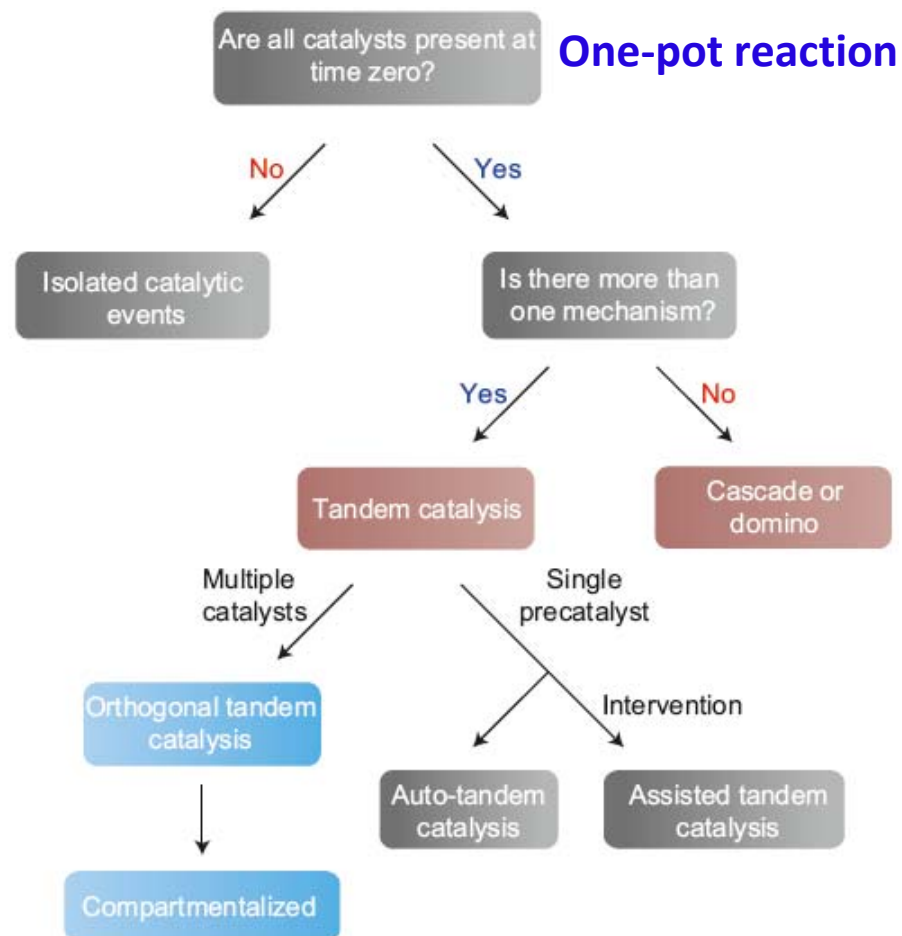 Are all catalysts present at
time zero?
One-pot reaction
No
Yes
Isolated catalytic
events
Is there more than
one mechanism?
Yes
No
Tandem catalysis
Cascade or
domino
Multiple
catalysts
Single
precatalyst
Orthogonal tandem
catalysis
Intervention
Auto-tandem
catalysis
Assisted tandem
catalysis
Compartmentalized